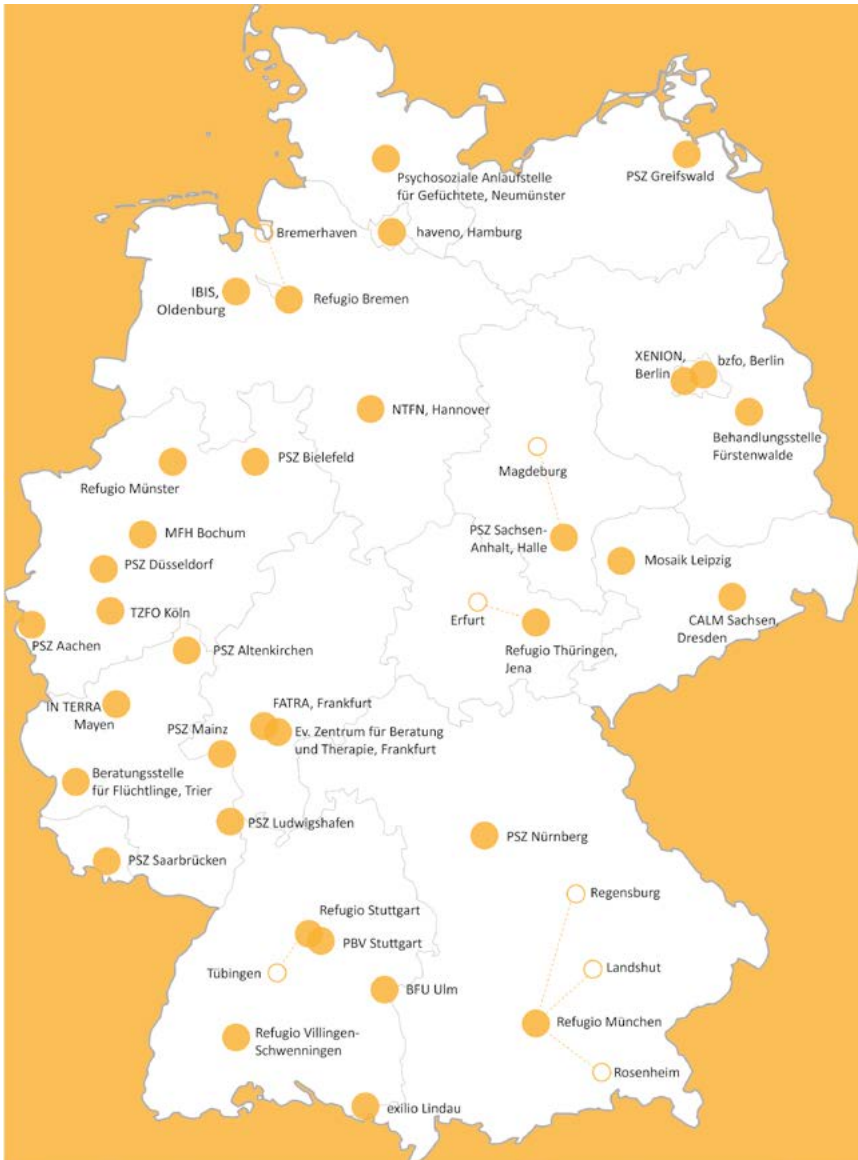 PSZ Greifswald
Psychosoziale Anlaufstelle
für Gefüchtete, Neumünster
Bremerhaven
haveno, Hamburg
IBIS,
Oldenburg
Refugio Bremen
XENION,
Berlin
bzfo, Berlin
NTFN, Hannover
Behandlungsstelle
Fürstenwalde
PSZ Bielefeld
Refugio Münster
Magdeburg
MFH Bochum
PSZ Sachsen-
Anhalt, Halle
Mosaik Leipzig
PSZ Düsseldorf
TZFO Köln
Erfurt
CALM Sachsen,
Dresden
PSZ Aachen
PSZ Altenkirchen
Refugio Thüringen,
Jena
IN TERRA
Mayen
FATRA, Frankfurt
PSZ Mainz
Ev. Zentrum für Beratung
und Therapie, Frankfurt
Beratungsstelle
für Flüchtlinge, Trier
PSZ Ludwigshafen
PSZ Nürnberg
PSZ Saarbrücken
Regensburg
Refugio Stuttgart
PBV Stuttgart
Tübingen
Landshut
BFU Ulm
Refugio München
Refugio Villingen-
Schwenningen
Rosenheim
exilio Lindau